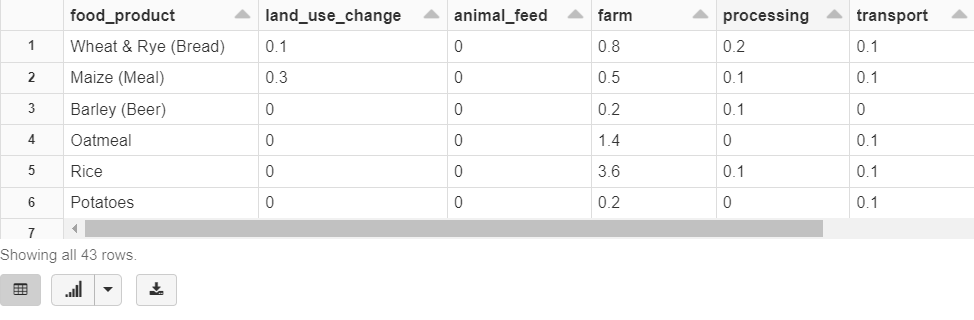 food_product land_use_change animal_feed farm processing transport
1 Wheat & Rye (Bread) 0.1 0 0.8 0.2 0.1
2 Maize (Meal) 0.3 0 0.5 0.1 0.1
3 Barley (Beer) 0 0 0.2 0.1 0
4 Oatmeal 0 0 1.4 0 0.1
5 Rice 0 0 3.6 0.1 0.1
6 Potatoes 0 0 0.2 0 0.1
7
Showing all 43 rows.